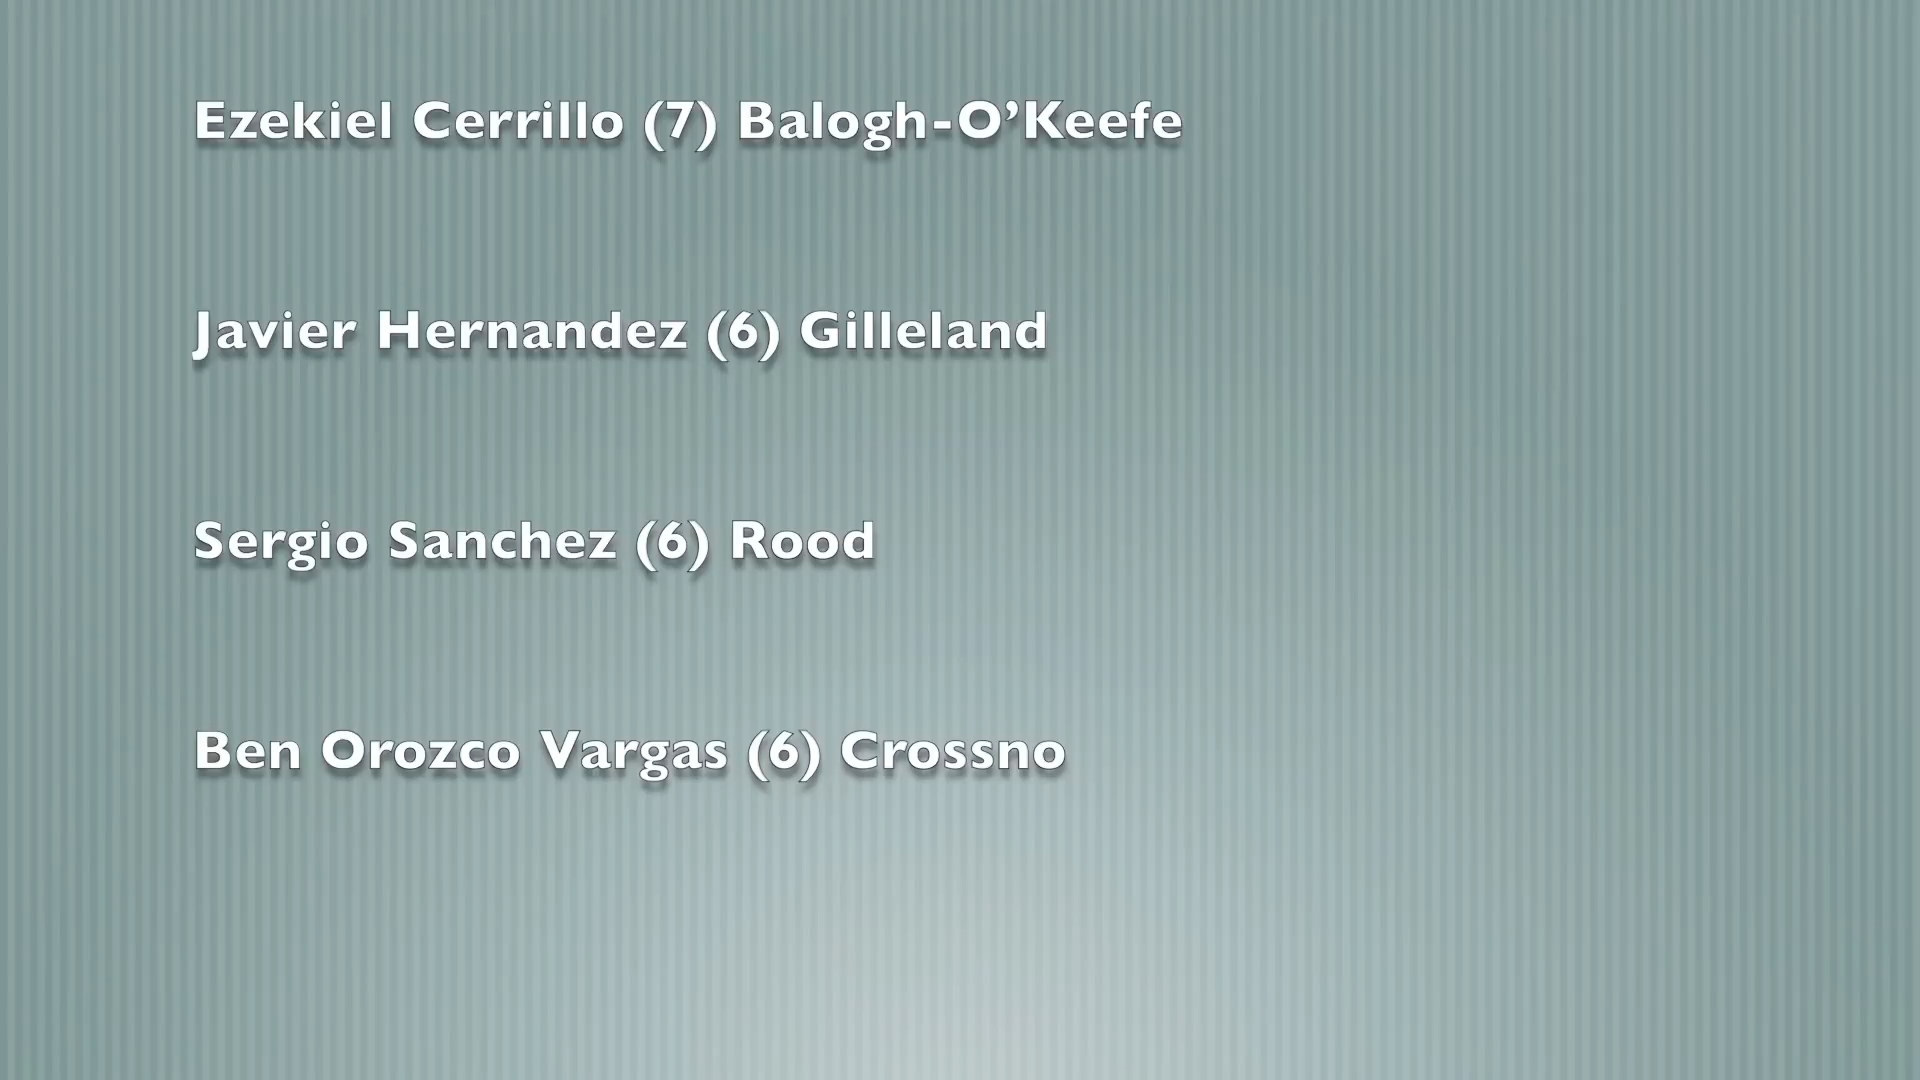 Ezekiel Cerrillo (7) Balogh-O’Keefe
Javier Hernandez (6) Gilleland
Sergio Sanchez (6) Rood
Ben Orozco Vargas (6) Crossno